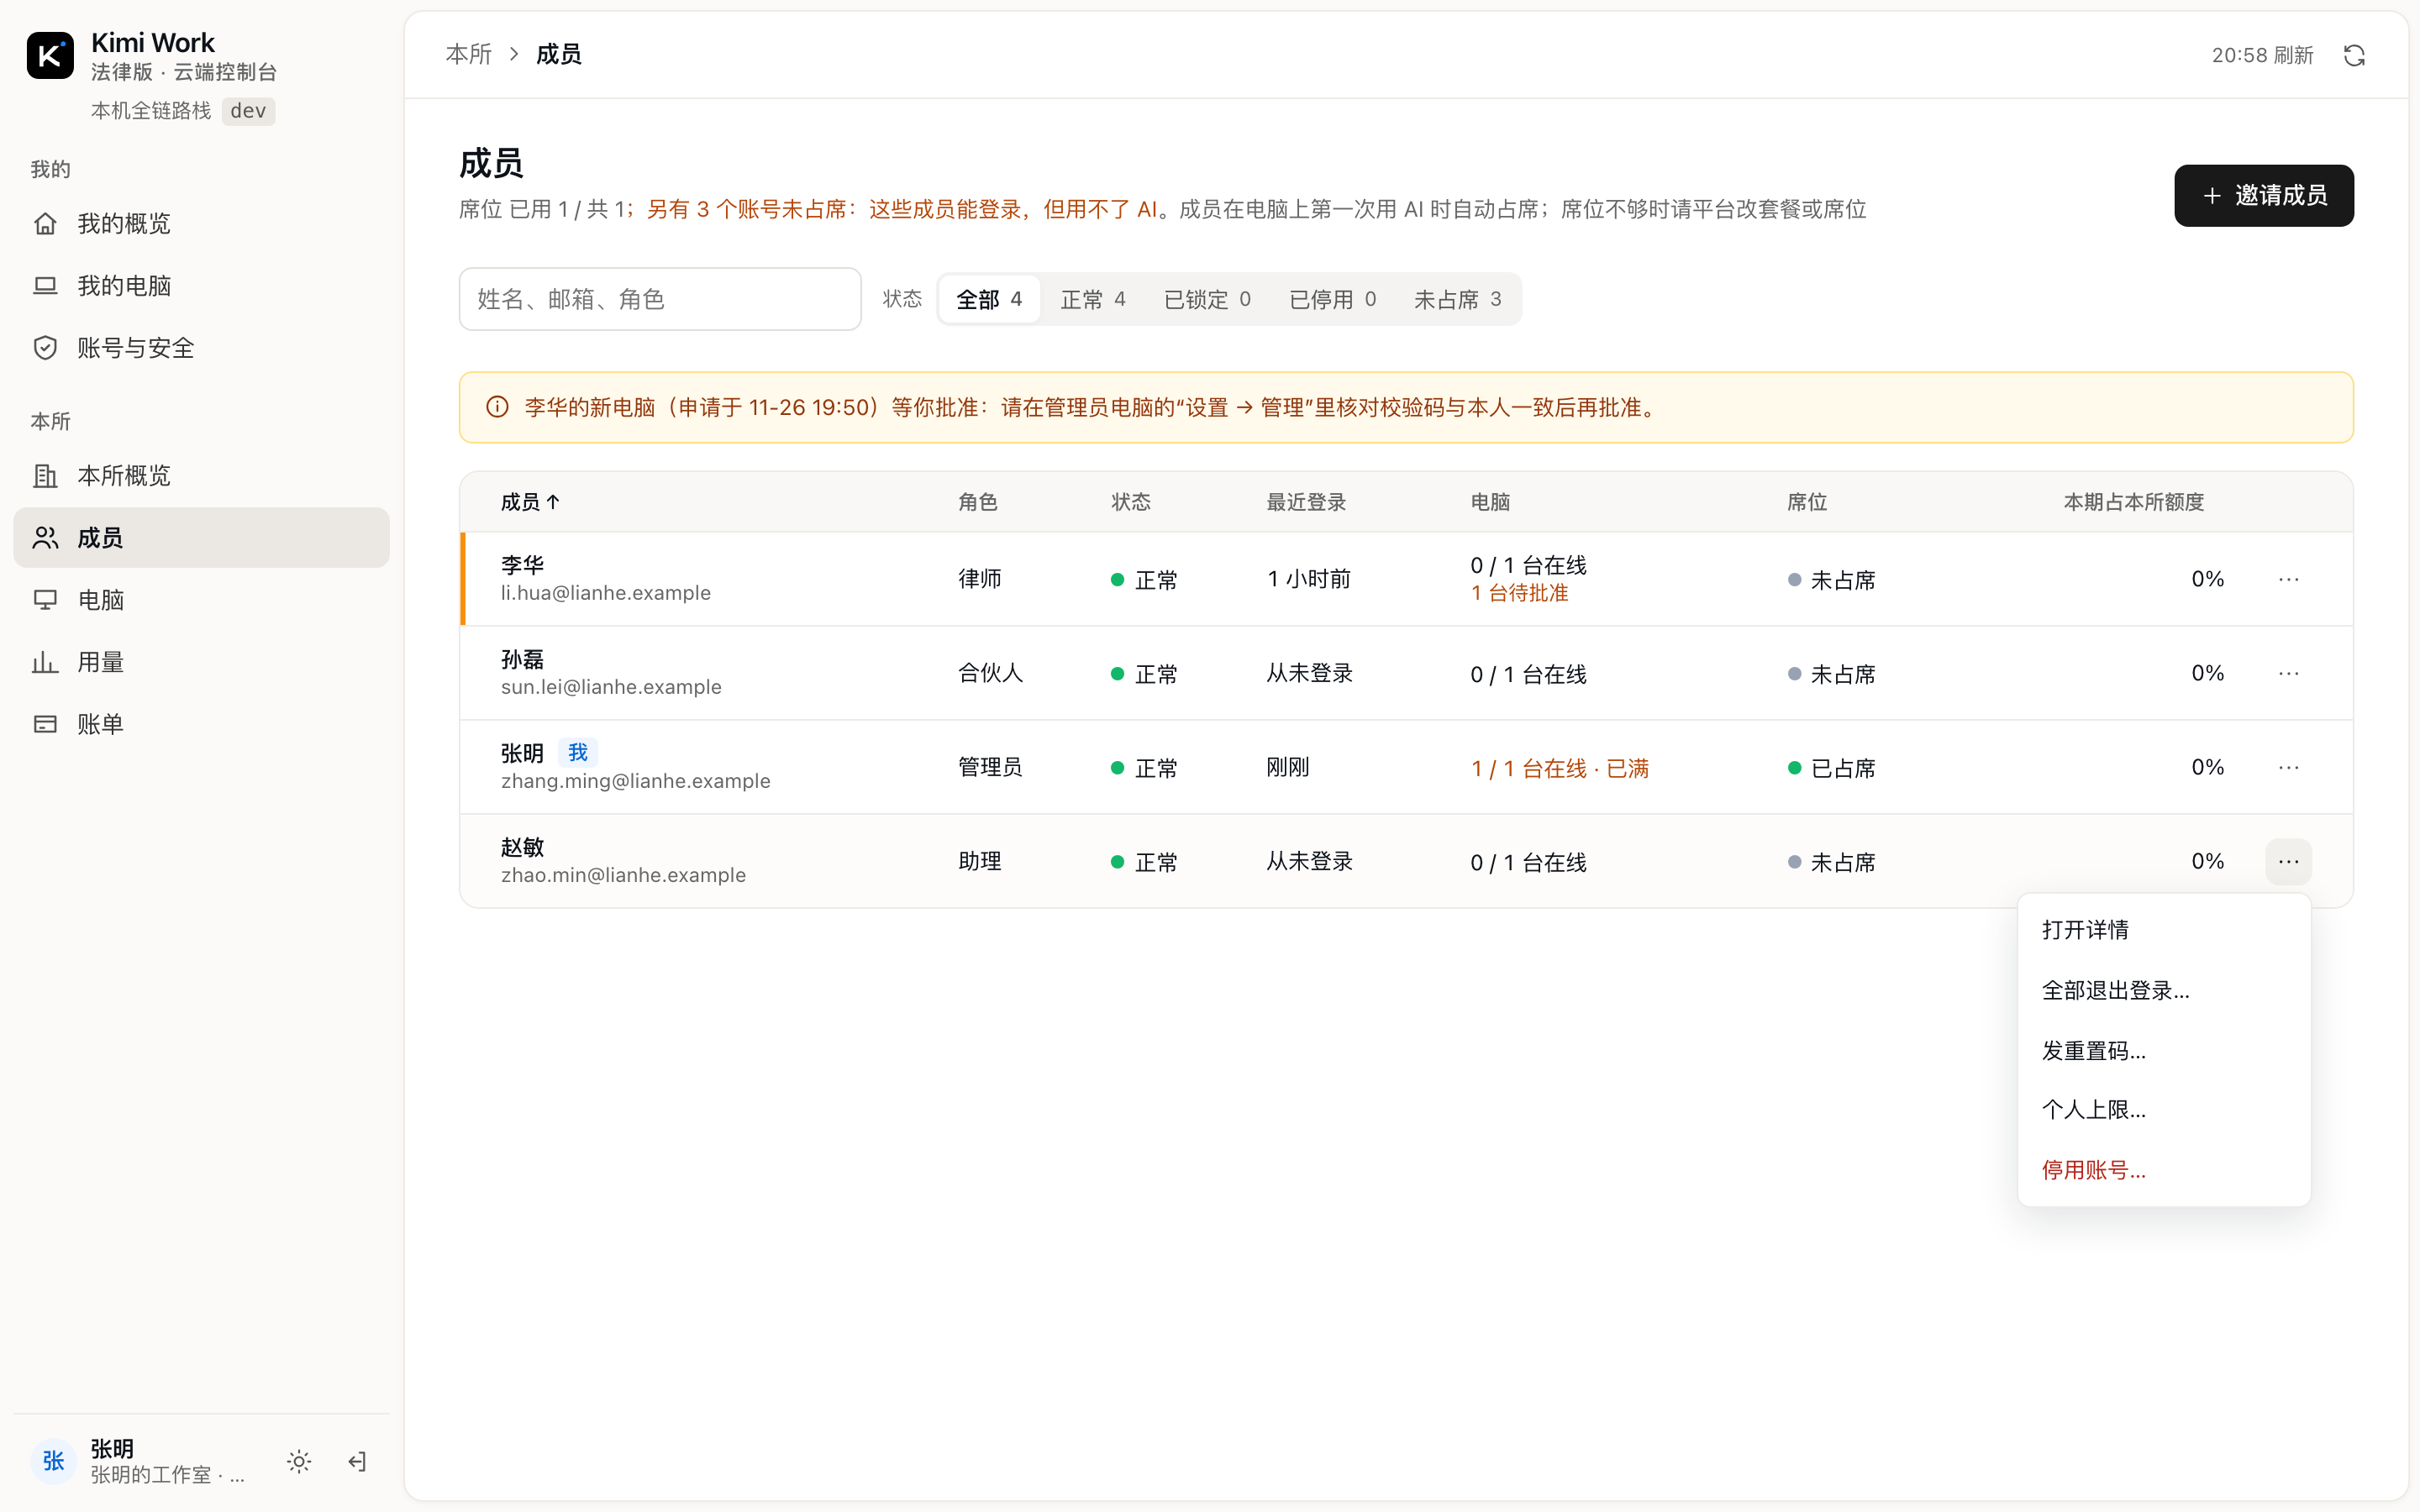 Kimi Work
法律版 · 云端控制台
本机全链路栈 dev
我的
我的概览
我的电脑
账号与安全
本所
本所概览
成员
电脑
用量
账单
张 张明
张明的工作室 · ...
本所 > 成员
20:58 刷新
成员
席位 已用 1 / 共 1；另有 3 个账号未占席：这些成员能登录，但用不了 AI。成员在电脑上第一次用 AI 时自动占席；席位不够时请平台改套餐或席位
+ 邀请成员
姓名、邮箱、角色 状态 全部 4 正常 4 已锁定 0 已停用 0 未占席 3
李华的新电脑（申请于 11-26 19:50）等你批准：请在管理员电脑的“设置 → 管理”里核对校验码与本人一致后再批准。
成员 ↑ 角色 状态 最近登录 电脑 席位 本期占本所额度
李华 律师 正常 1 小时前 0 / 1 台在线 未占席 0% ...
li.hua@lianhe.example 1 台待批准
孙磊 合伙人 正常 从未登录 0 / 1 台在线 未占席 0% ...
sun.lei@lianhe.example
张明 我 管理员 正常 刚刚 1 / 1 台在线 · 已满 已占席 0% ...
zhang.ming@lianhe.example
赵敏 助理 正常 从未登录 0 / 1 台在线 未占席 0% ...
zhao.min@lianhe.example
打开详情
全部退出登录...
发重置码...
个人上限...
停用账号...